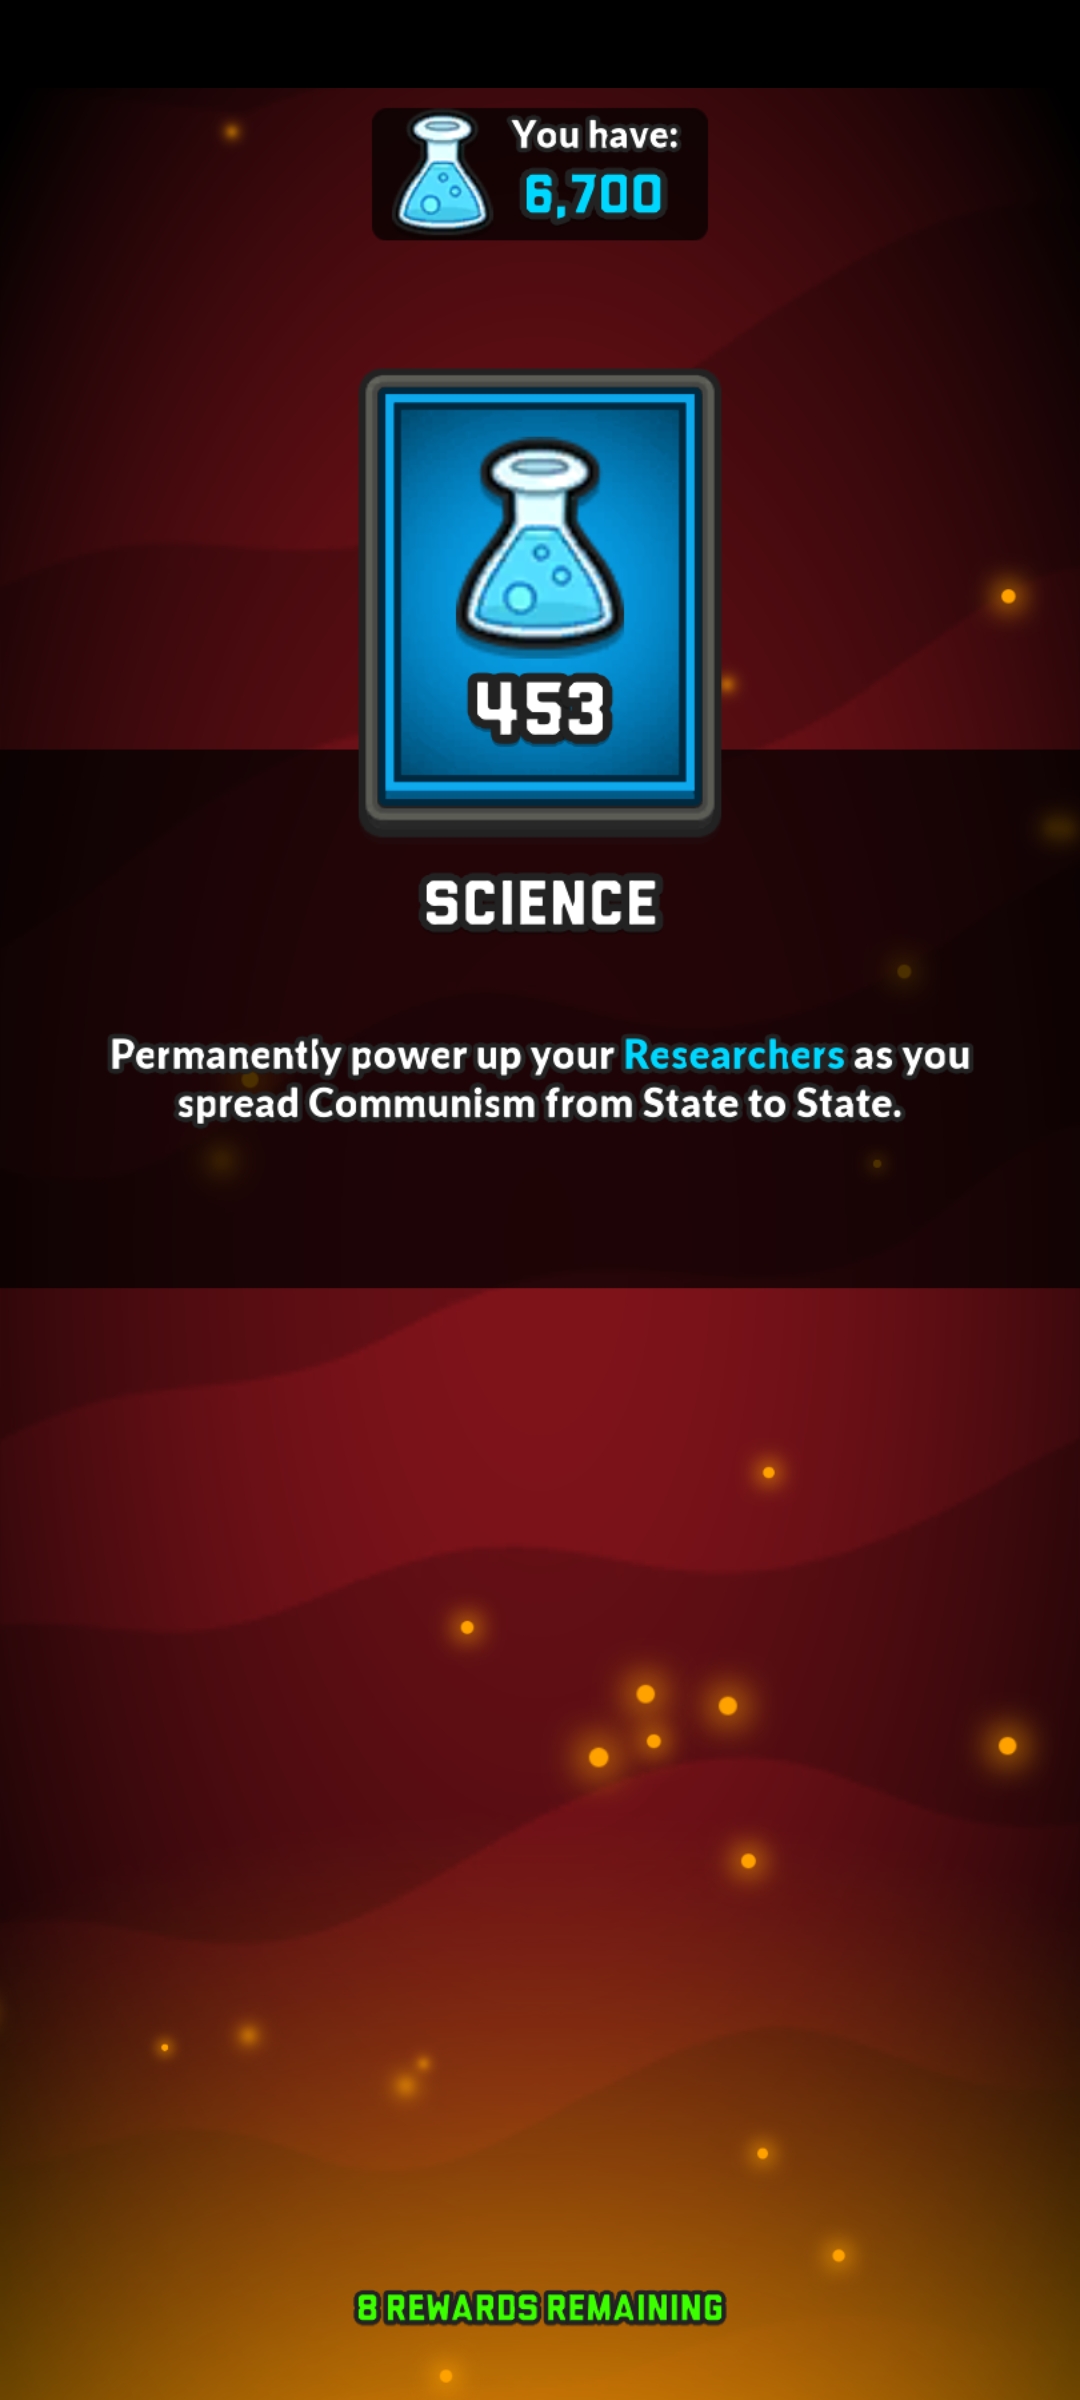 You have:
6,700
453
SCIENCE
Permanently power up your Researchers as you
spread Communism from State to State.
8 REWARDS REMAINING